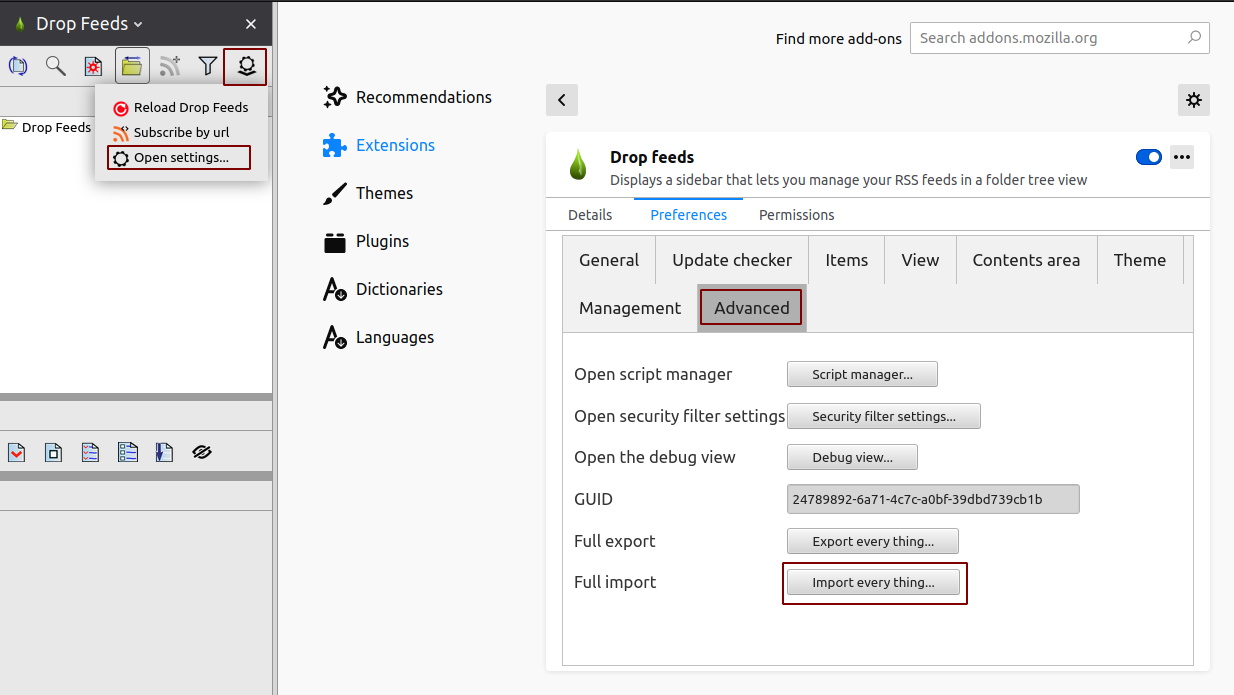 Drop Feeds
Reload Drop Feeds
Subscribe by url
Open settings...
Drop Feeds
Find more add-ons
Search addons.mozilla.org
Recommendations
Extensions
Themes
Plugins
Dictionaries
Languages
Drop feeds
Displays a sidebar that lets you manage your RSS feeds in a folder tree view
Details Preferences Permissions
General Update checker Items View Contents area Theme
Management Advanced
Open script manager Script manager...
Open security filter settings Security filter settings...
Open the debug view Debug view...
GUID 24789892-6a71-4c7c-a0bf-39dbd739cb1b
Full export Export every thing...
Full import Import every thing...